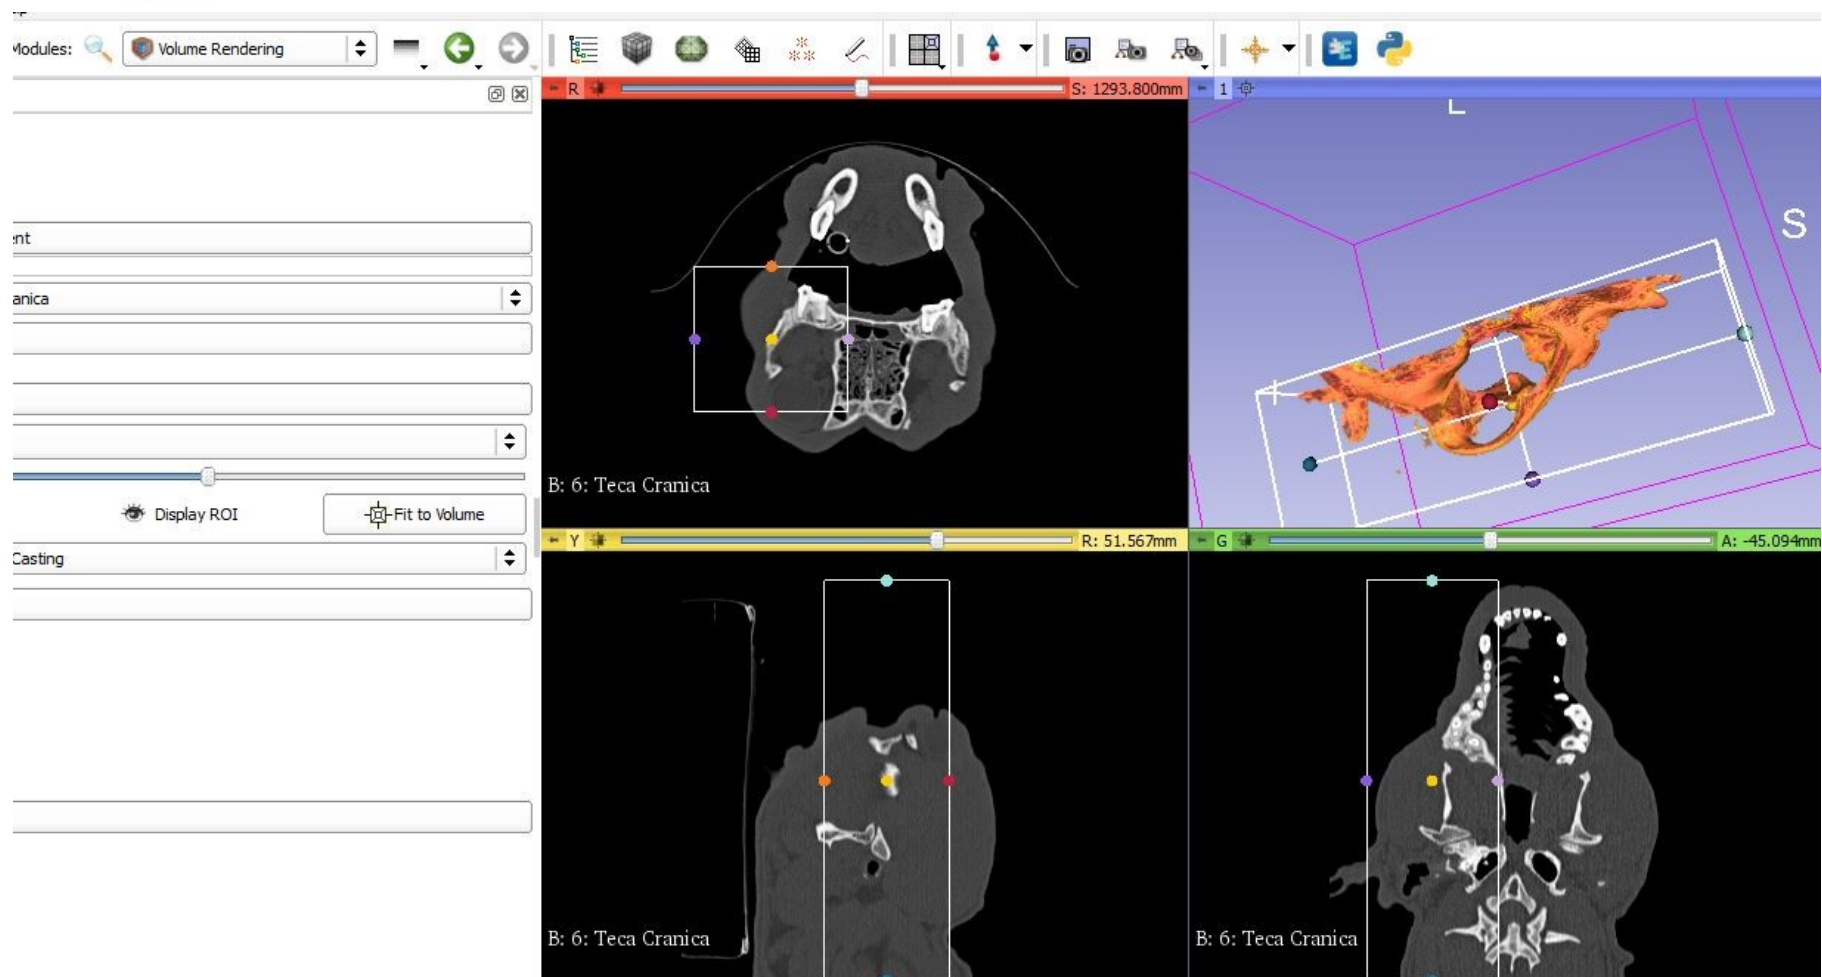 Modules:
Volume Rendering
R
S: 1293.800mm
1
L
S
ent
anica
B: 6: Teca Cranica
Display ROI
Fit to Volume
Y
R: 51.567mm
G
A: -45.094mm
Casting
B: 6: Teca Cranica
B: 6: Teca Cranica